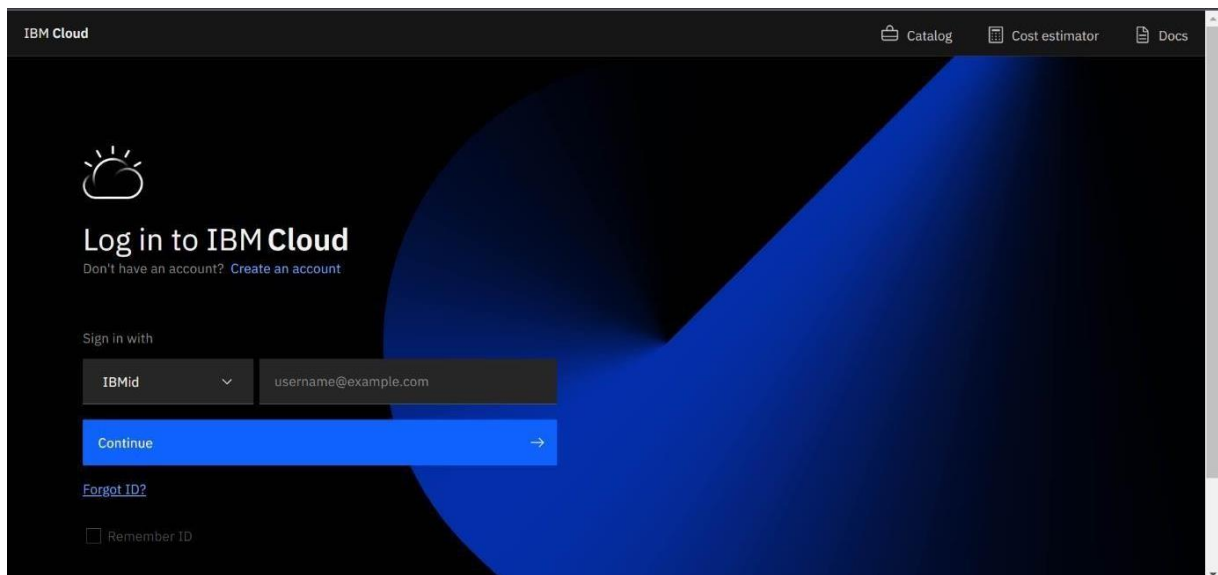 IBM Cloud
Catalog
Cost estimator
Docs
Log in to IBM Cloud
Don't have an account? Create an account
Sign in with
IBMid
username@example.com
Continue
Forgot ID?
Remember ID